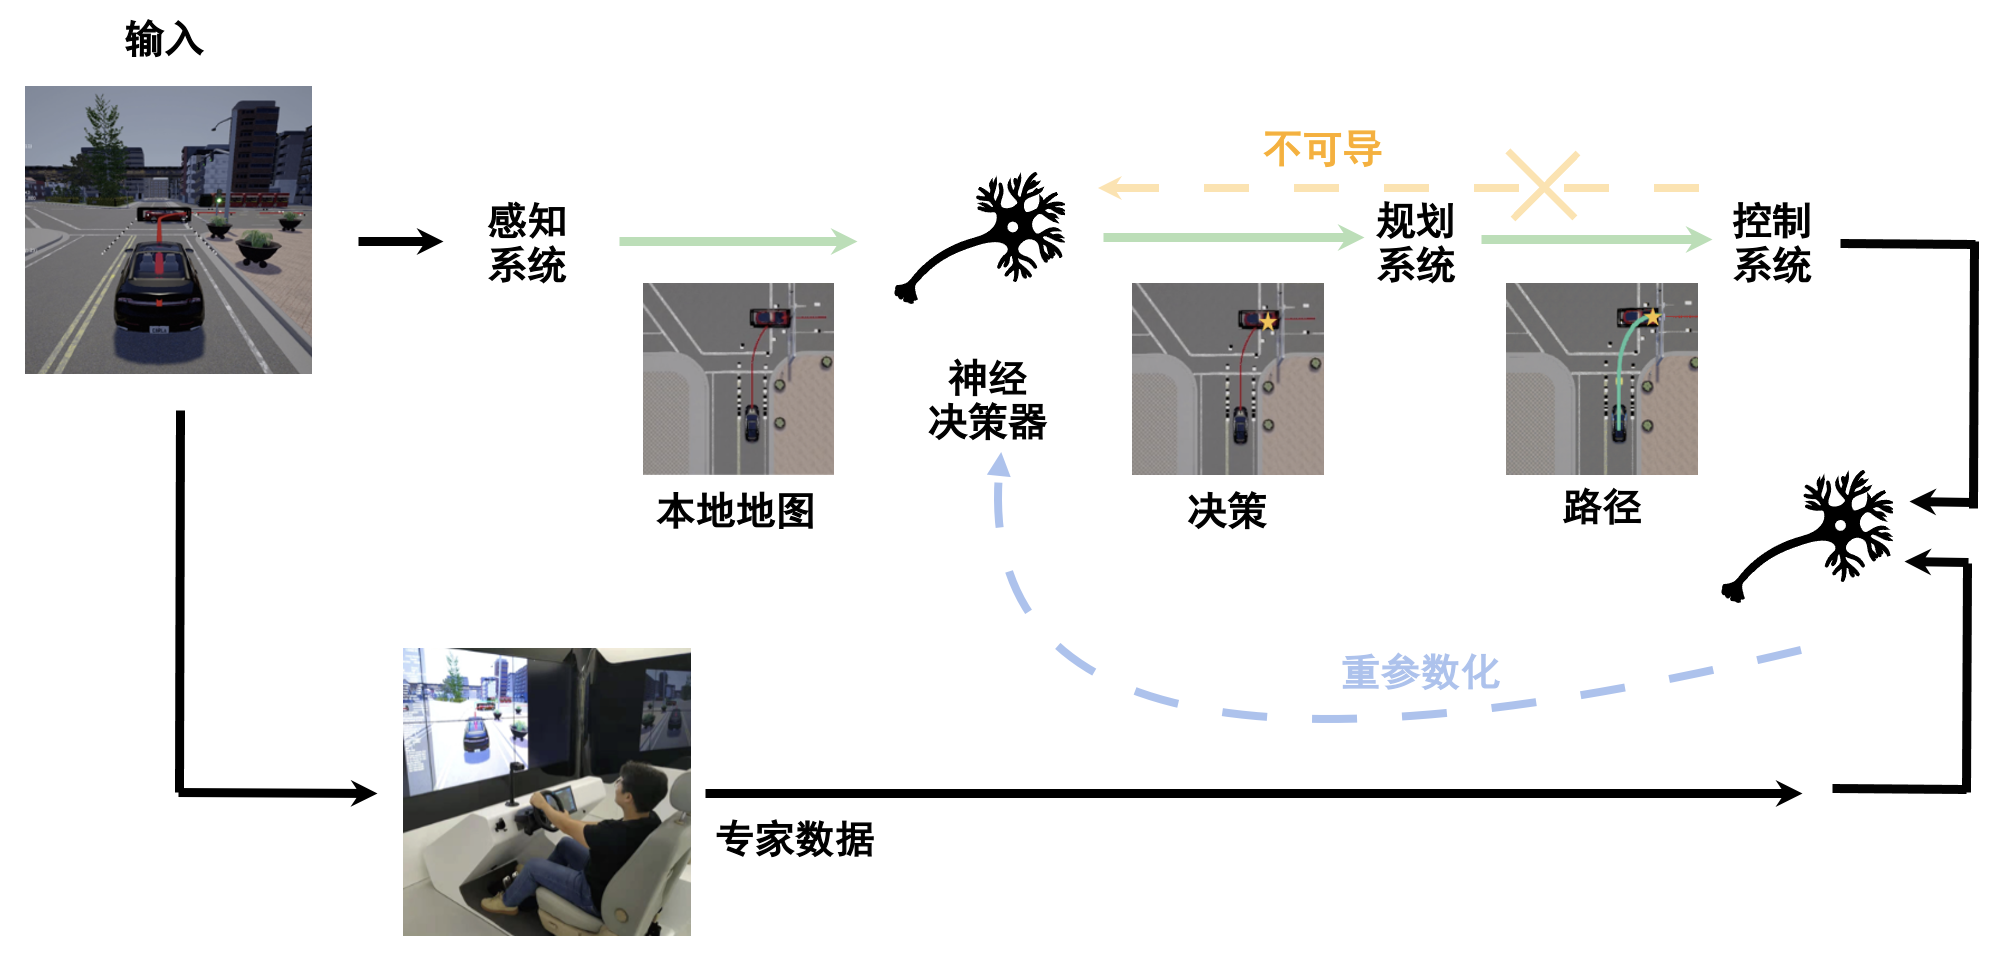 输入
不可导
感知
系统
规划
系统
控制
系统
神经
决策器
本地地图
决策
路径
重参数化
专家数据